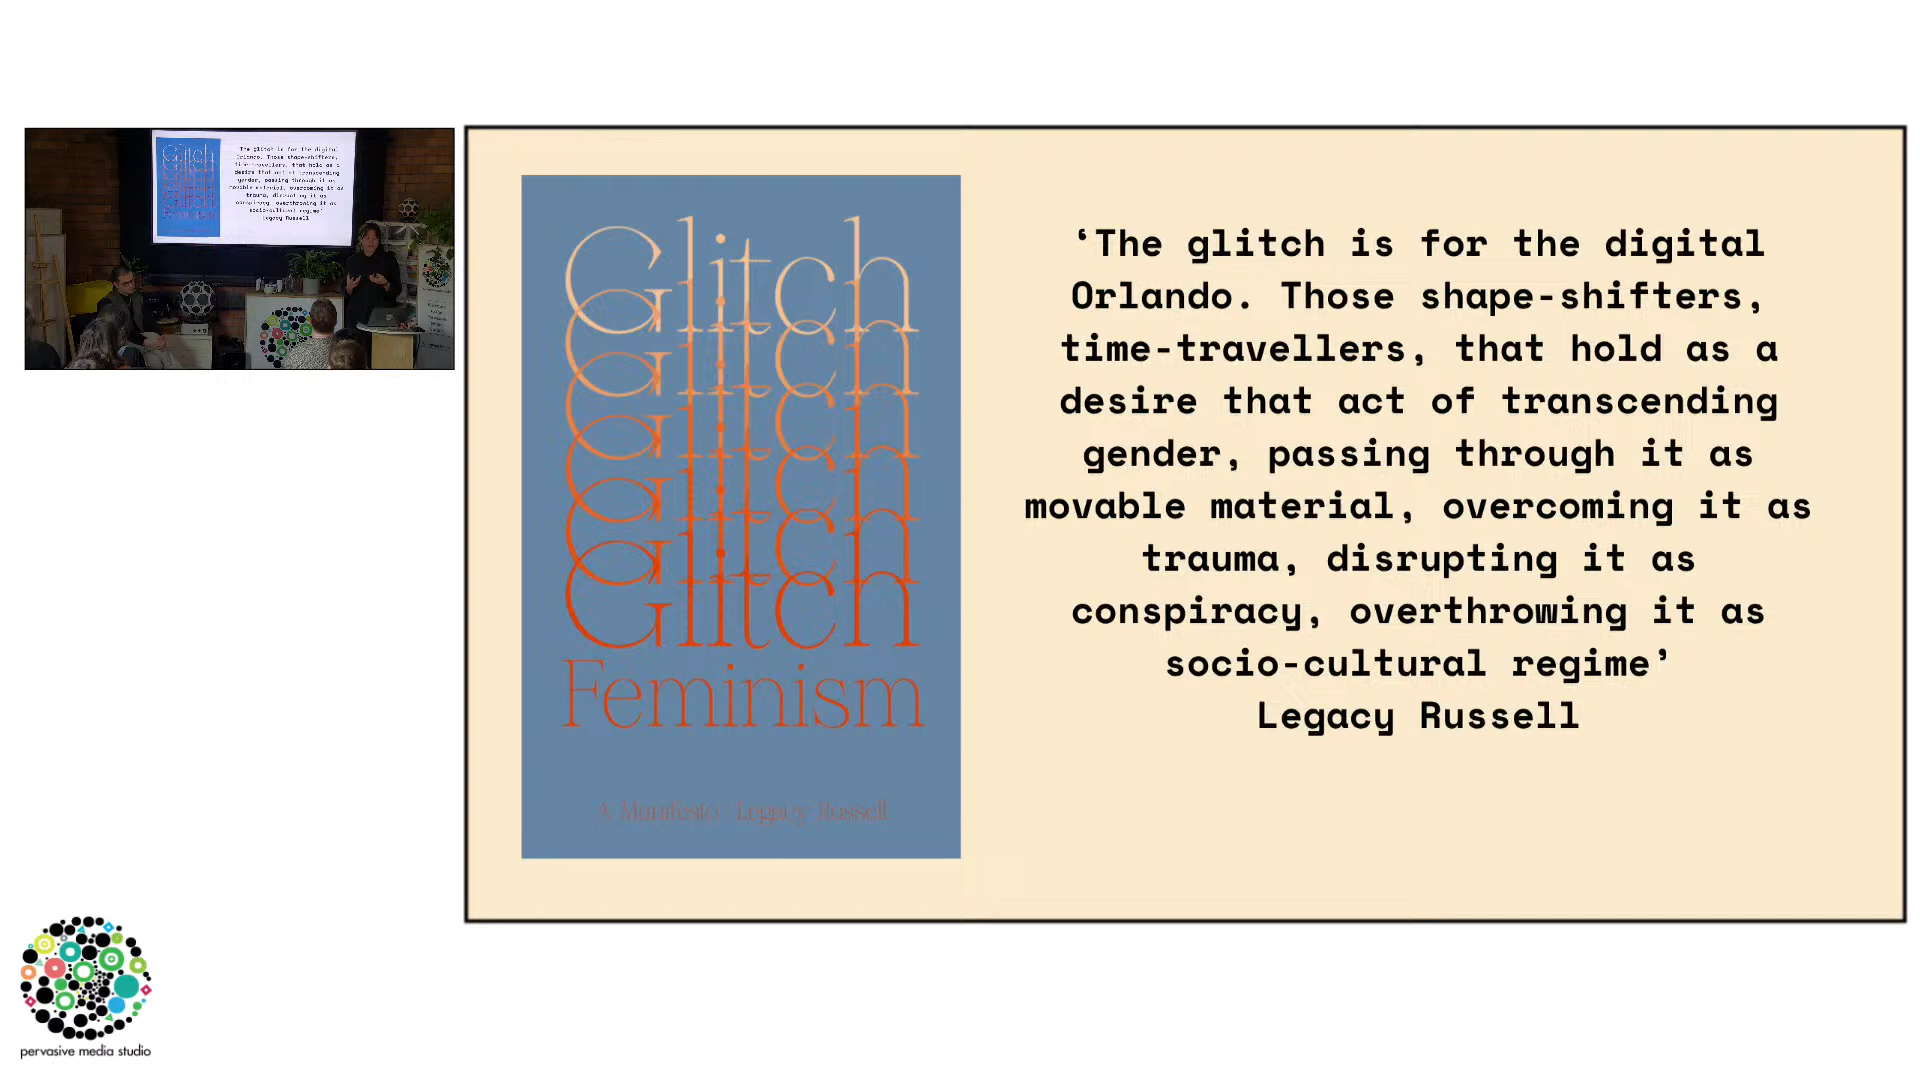 Glitch
Glitch
Glitch
Glitch
Glitch
Glitch
Feminism
A Manifesto Legacy Russell
‘The glitch is for the digital
Orlando. Those shape-shifters,
time-travellers, that hold as a
desire that act of transcending
gender, passing through it as
movable material, overcoming it as
trauma, disrupting it as
conspiracy, overthrowing it as
socio-cultural regime’
Legacy Russell
pervasive media studio